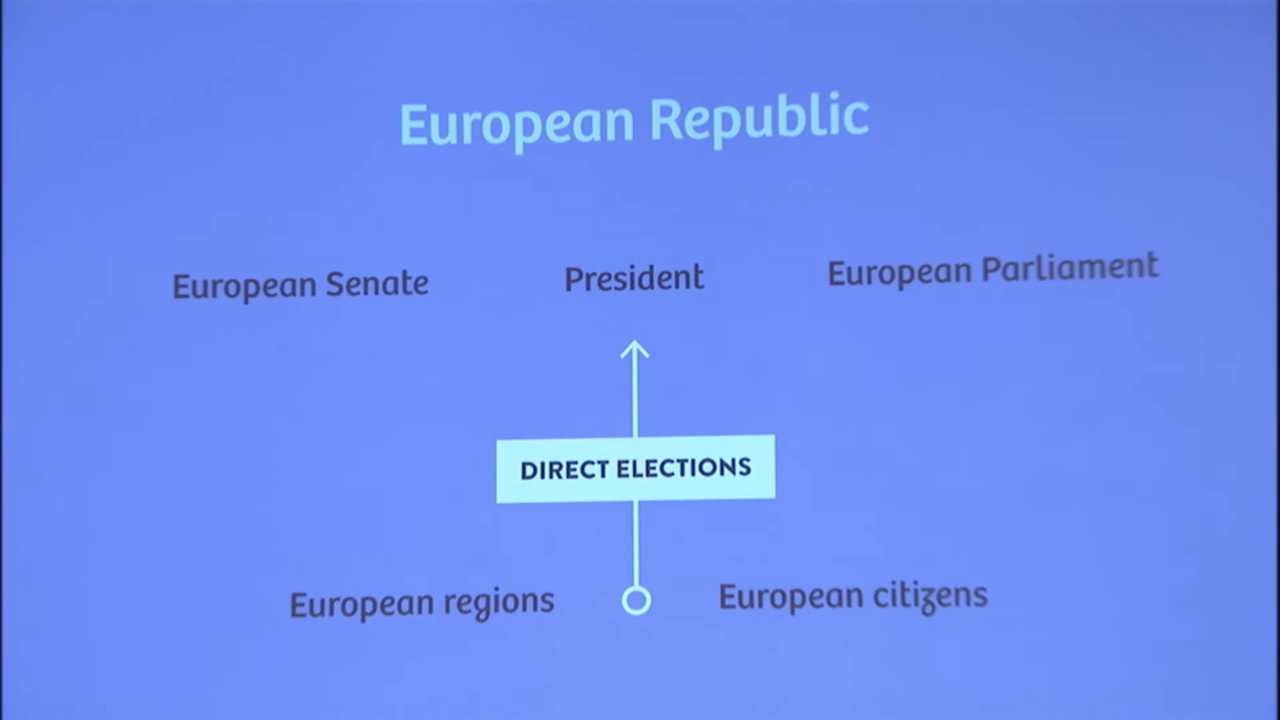 European Republic
European Senate
President
European Parliament
DIRECT ELECTIONS
European regions
European citizens